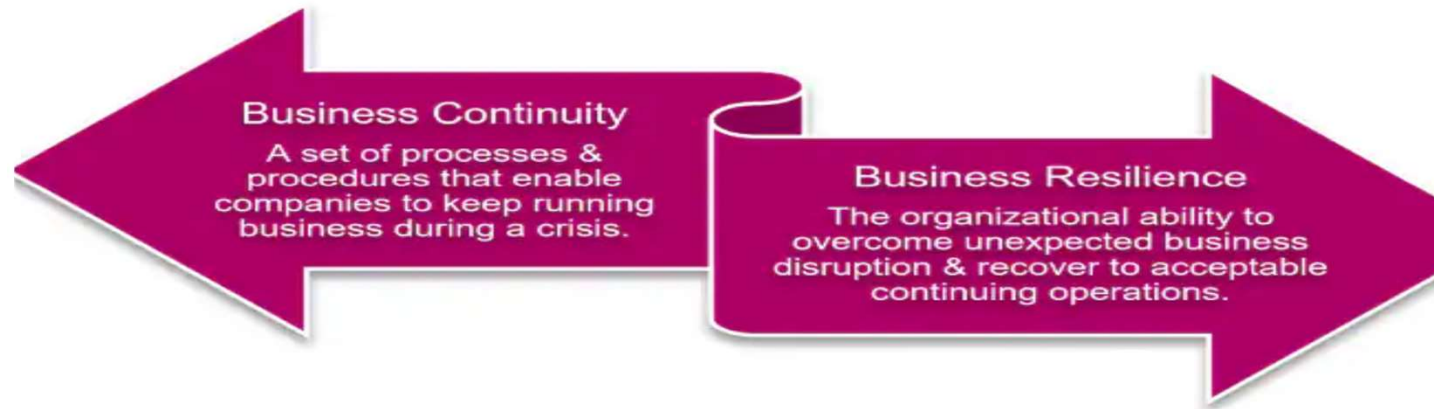 Business Continuity
A set of processes &
procedures that enable
companies to keep running
business during a crisis.
Business Resilience
The organizational ability to
overcome unexpected business
disruption & recover to acceptable
continuing operations.